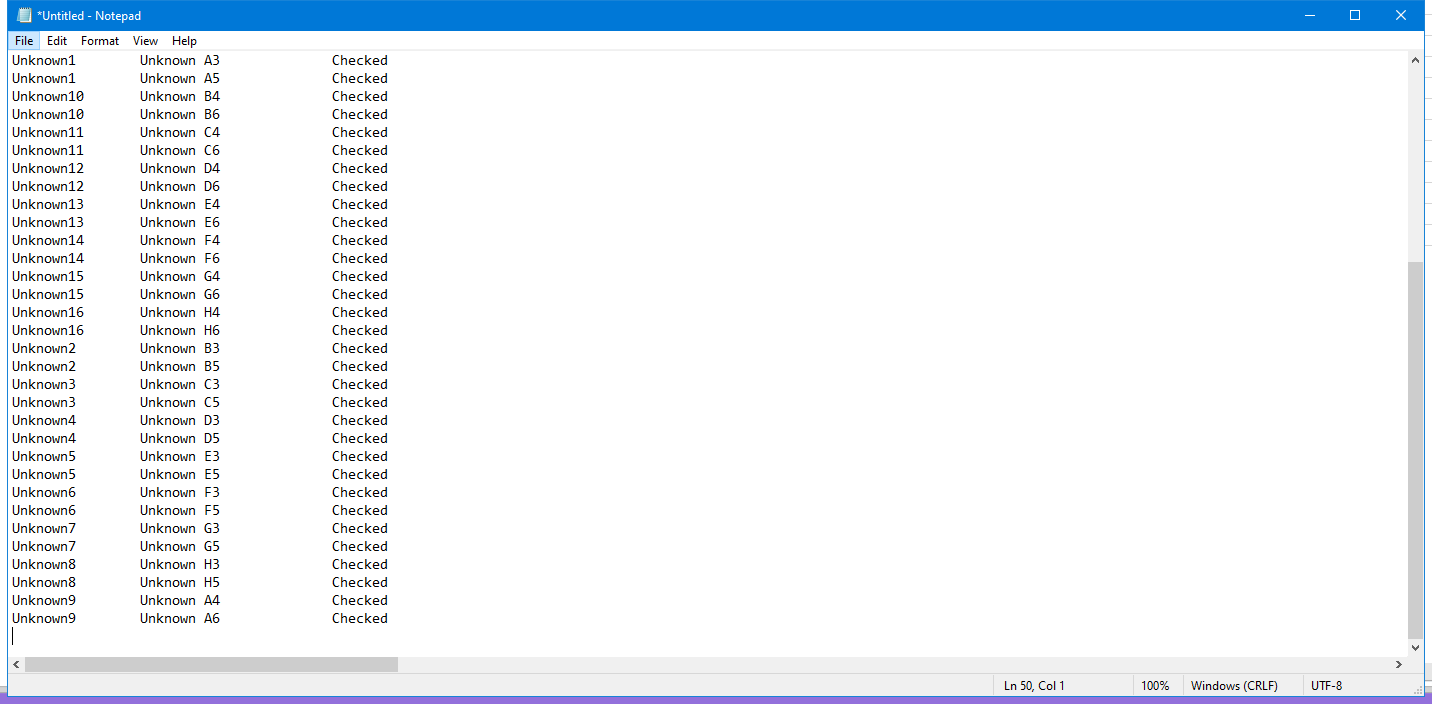 *Untitled - Notepad
File Edit Format View Help
Unknown1 Unknown A3 Checked
Unknown1 Unknown A5 Checked
Unknown10 Unknown B4 Checked
Unknown10 Unknown B6 Checked
Unknown11 Unknown C4 Checked
Unknown11 Unknown C6 Checked
Unknown12 Unknown D4 Checked
Unknown12 Unknown D6 Checked
Unknown13 Unknown E4 Checked
Unknown13 Unknown E6 Checked
Unknown14 Unknown F4 Checked
Unknown14 Unknown F6 Checked
Unknown15 Unknown G4 Checked
Unknown15 Unknown G6 Checked
Unknown16 Unknown H4 Checked
Unknown16 Unknown H6 Checked
Unknown2 Unknown B3 Checked
Unknown2 Unknown B5 Checked
Unknown3 Unknown C3 Checked
Unknown3 Unknown C5 Checked
Unknown4 Unknown D3 Checked
Unknown4 Unknown D5 Checked
Unknown5 Unknown E3 Checked
Unknown5 Unknown E5 Checked
Unknown6 Unknown F3 Checked
Unknown6 Unknown F5 Checked
Unknown7 Unknown G3 Checked
Unknown7 Unknown G5 Checked
Unknown8 Unknown H3 Checked
Unknown8 Unknown H5 Checked
Unknown9 Unknown A4 Checked
Unknown9 Unknown A6 Checked
Ln 50, Col 1 100% Windows (CRLF) UTF-8